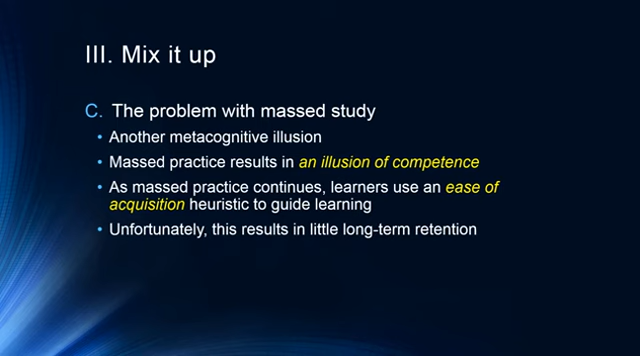 III. Mix it up
C. The problem with massed study
• Another metacognitive illusion
• Massed practice results in an illusion of competence
• As massed practice continues, learners use an ease of
acquisition heuristic to guide learning
• Unfortunately, this results in little long-term retention